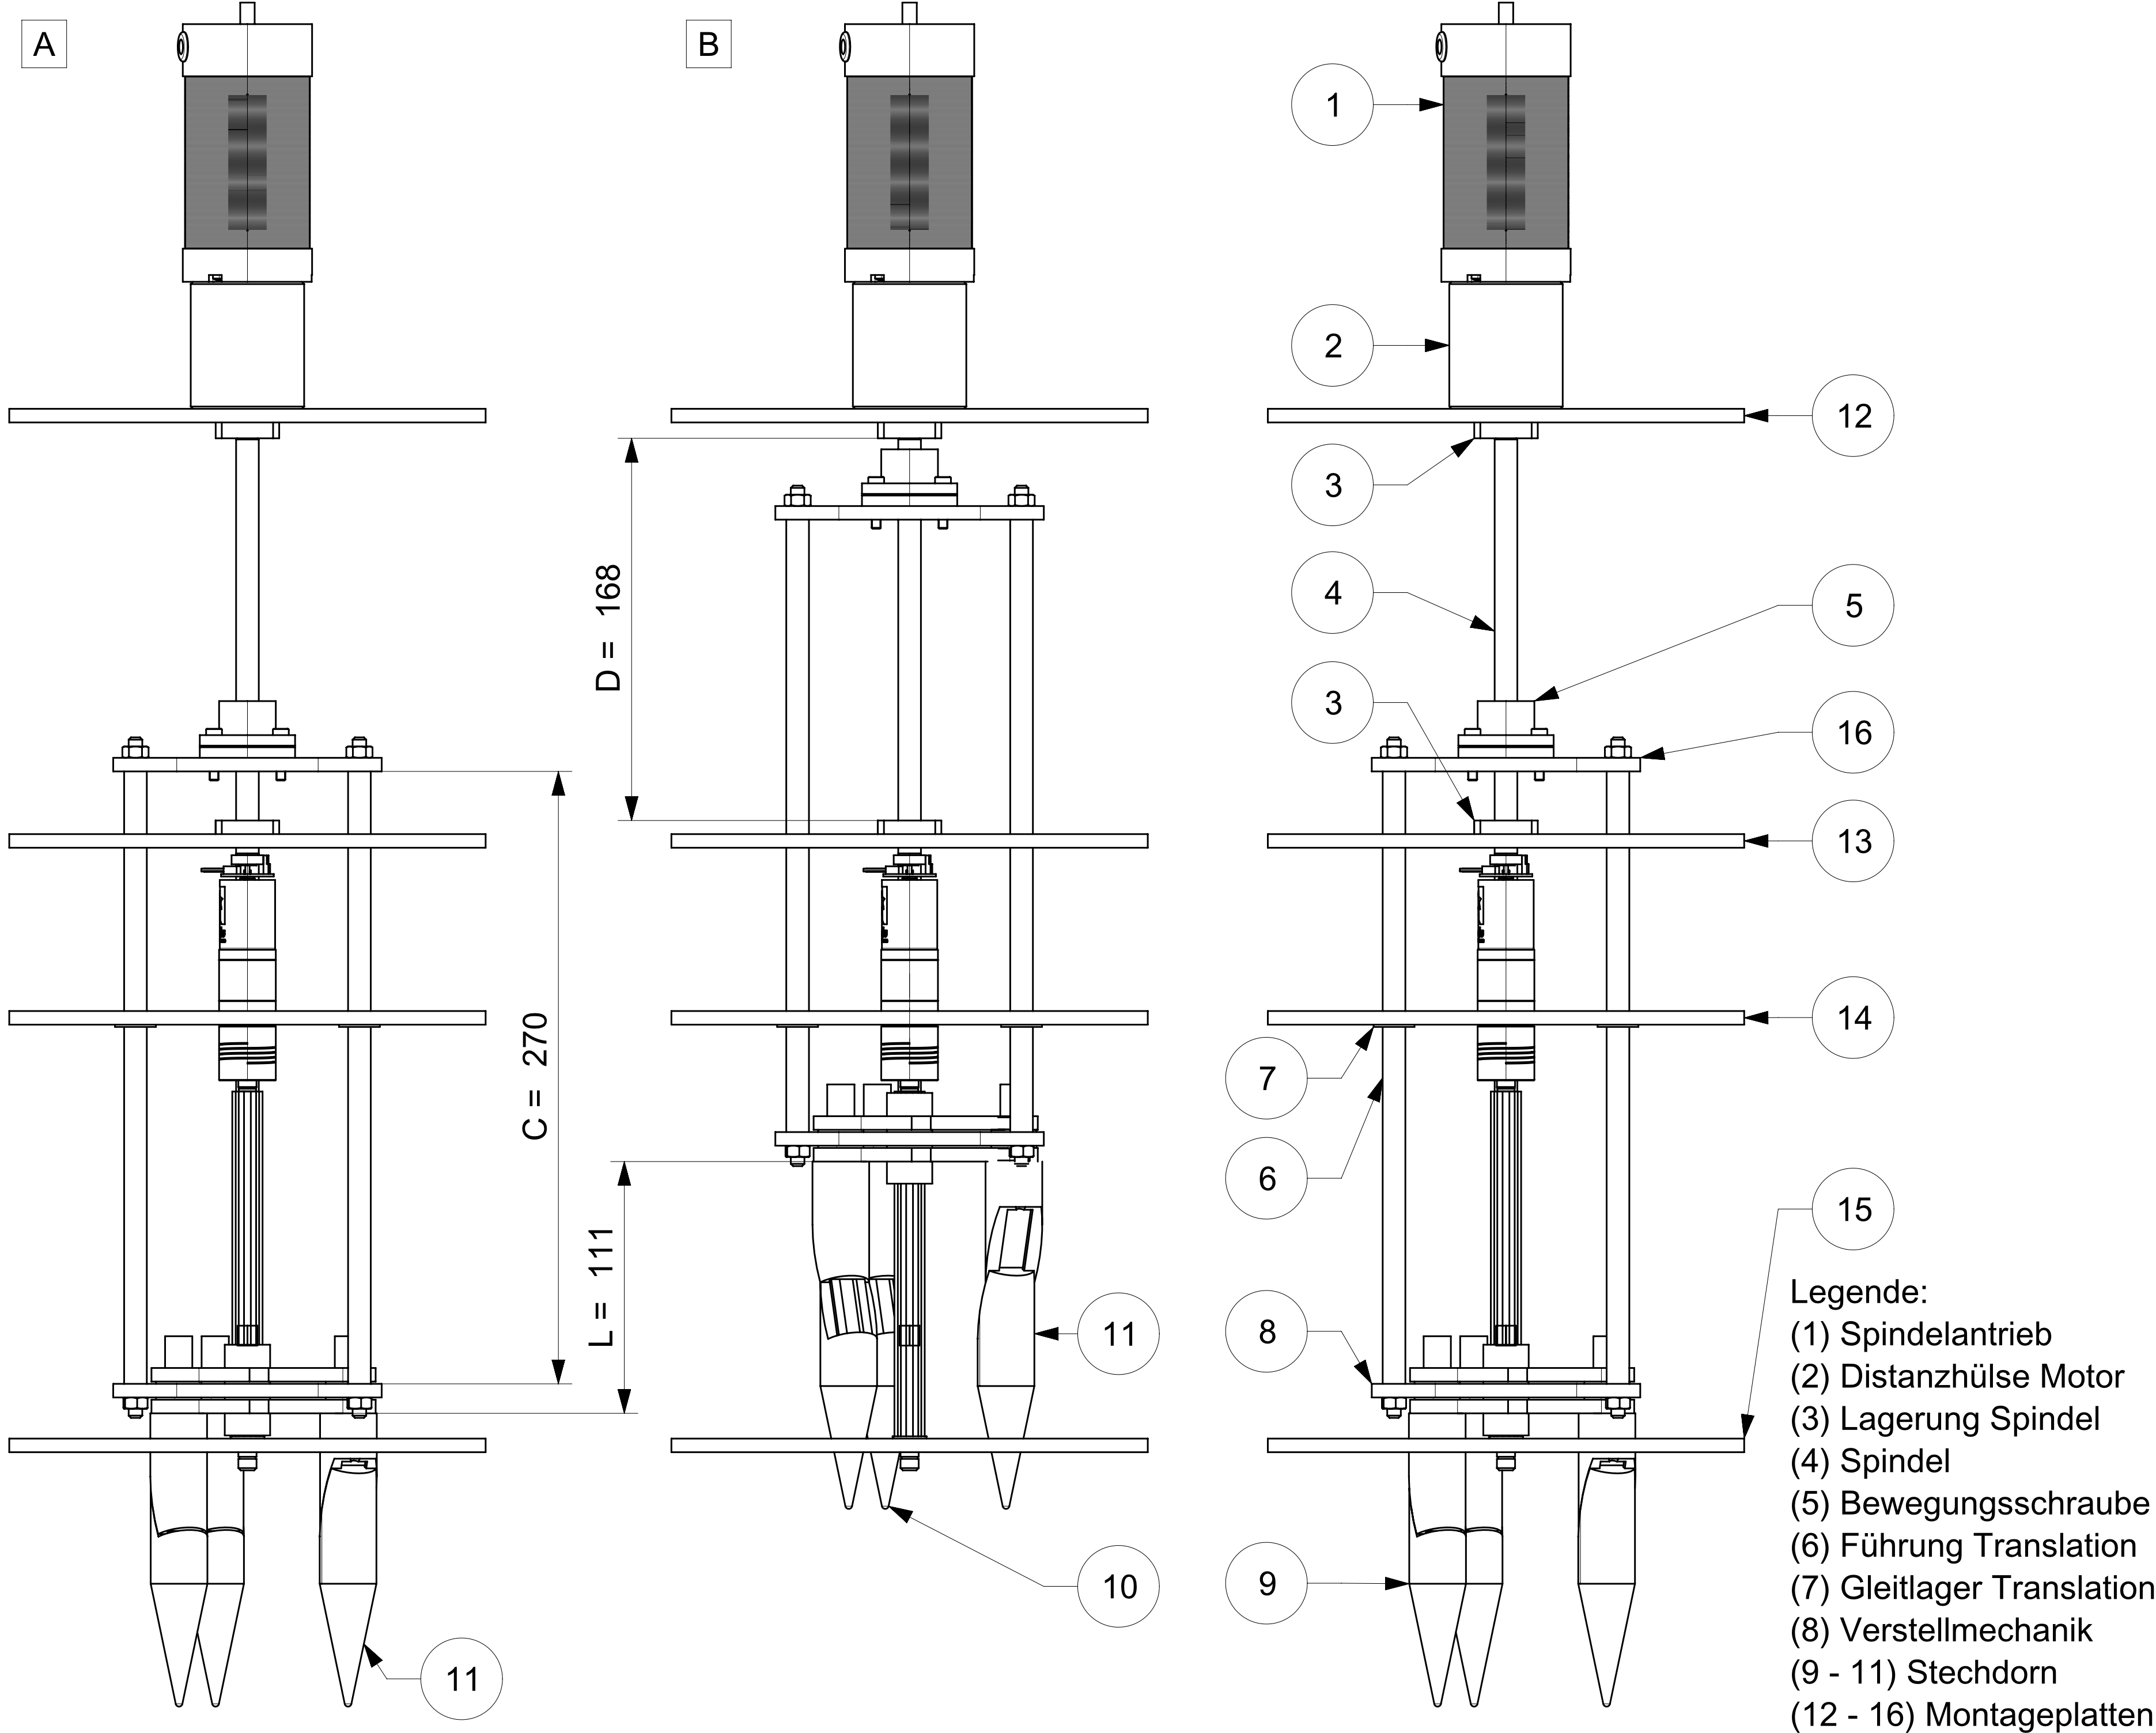 A
B
1
2
12
3
4
5
3
16
13
14
7
6
15
8
9
11
10
11
D = 168
C = 270
L = 111
Legende:
(1) Spindelantrieb
(2) Distanzhülse Motor
(3) Lagerung Spindel
(4) Spindel
(5) Bewegungsschraube
(6) Führung Translation
(7) Gleitlager Translation
(8) Verstellmechanik
(9 - 11) Stechdorn
(12 - 16) Montageplatten